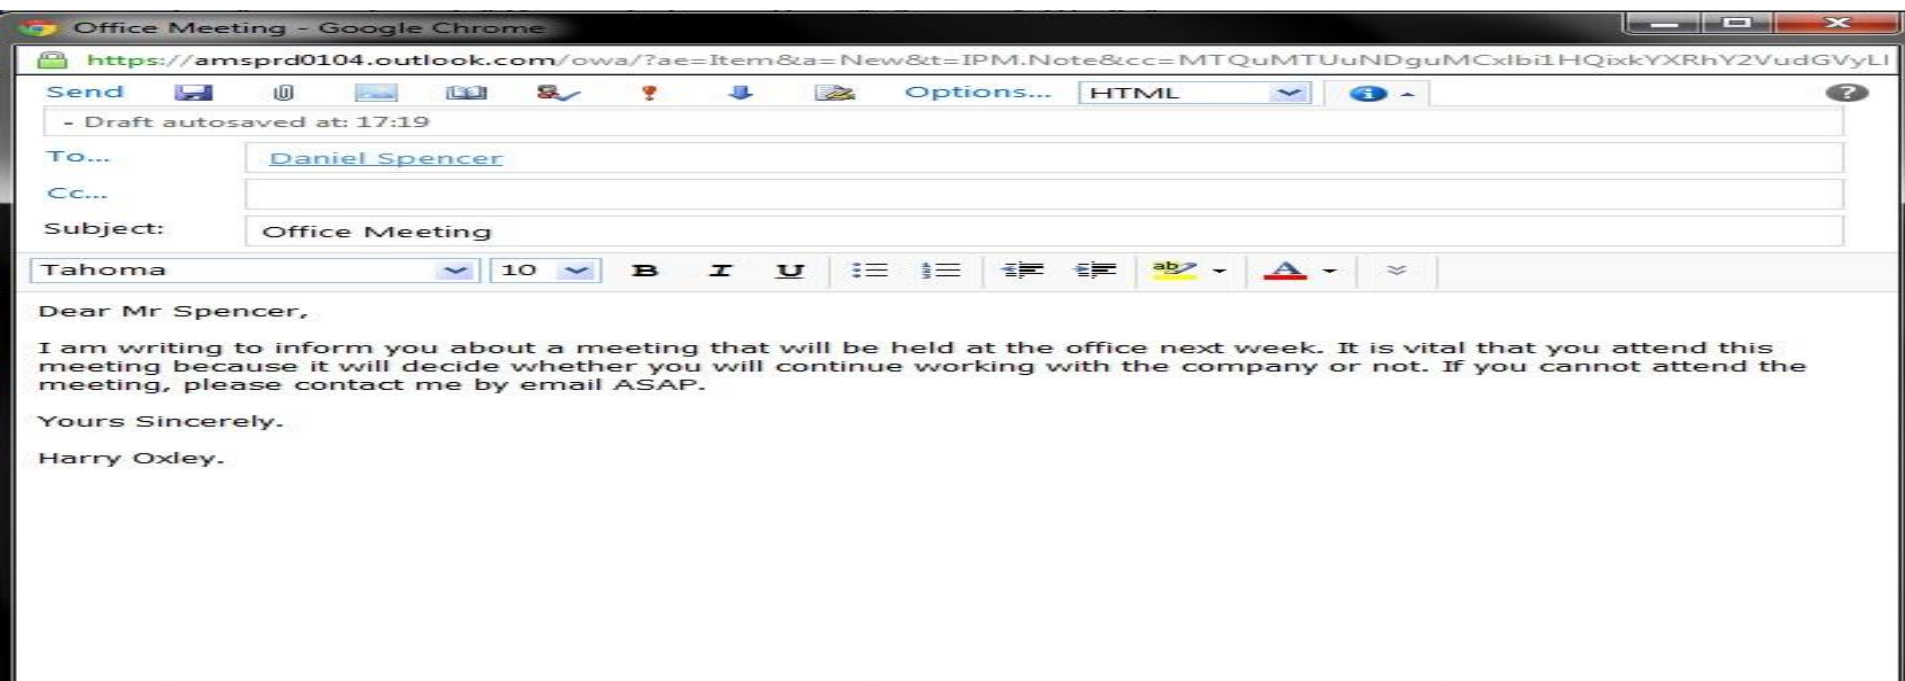 Office Meeting - Google Chrome
https://amsprd0104.outlook.com/owa/?ae=Item&a=New&t=IPM.Note&cc=MTQuMTUuNDguMCxlbi1HQixkYXRhY2VudGVyLI
Send Options... HTML
- Draft autosaved at: 17:19
To... Daniel Spencer
Cc...
Subject: Office Meeting
Tahoma 10 B I U ab A
Dear Mr Spencer,
I am writing to inform you about a meeting that will be held at the office next week. It is vital that you attend this
meeting because it will decide whether you will continue working with the company or not. If you cannot attend the
meeting, please contact me by email ASAP.
Yours Sincerely.
Harry Oxley.